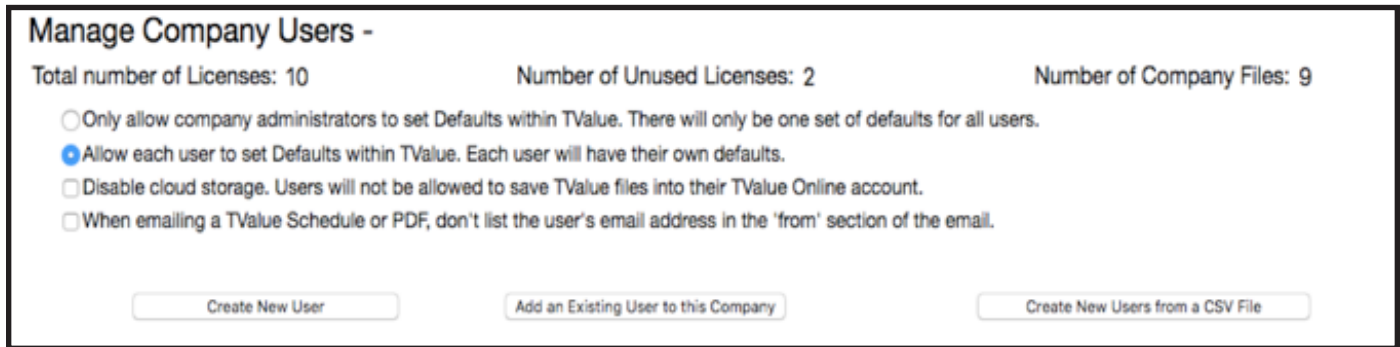 Manage Company Users -
Total number of Licenses: 10 Number of Unused Licenses: 2 Number of Company Files: 9
Only allow company administrators to set Defaults within TValue. There will only be one set of defaults for all users.
Allow each user to set Defaults within TValue. Each user will have their own defaults.
Disable cloud storage. Users will not be allowed to save TValue files into their TValue Online account.
When emailing a TValue Schedule or PDF, don't list the user's email address in the 'from' section of the email.
Create New User Add an Existing User to this Company Create New Users from a CSV File